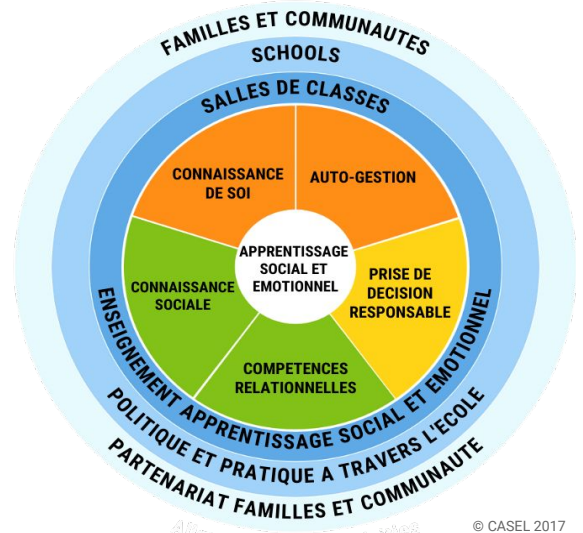 FAMILLES ET COMMUNAUTES
SCHOOLS
SALLES DE CLASSES
CONNAISSANCE
DE SOI
AUTO-GESTION
APPRENTISSAGE
SOCIAL ET
EMOTIONNEL
CONNAISSANCE
SOCIALE
PRISE DE
DECISION
RESPONSABLE
COMPETENCES
RELATIONNELLES
ENSEIGNEMENT APPRENTISSAGE SOCIAL ET EMOTIONNEL
POLITIQUE ET PRATIQUE A TRAVERS L'ECOLE
PARTENARIAT FAMILLES ET COMMUNAUTE
© CASEL 2017